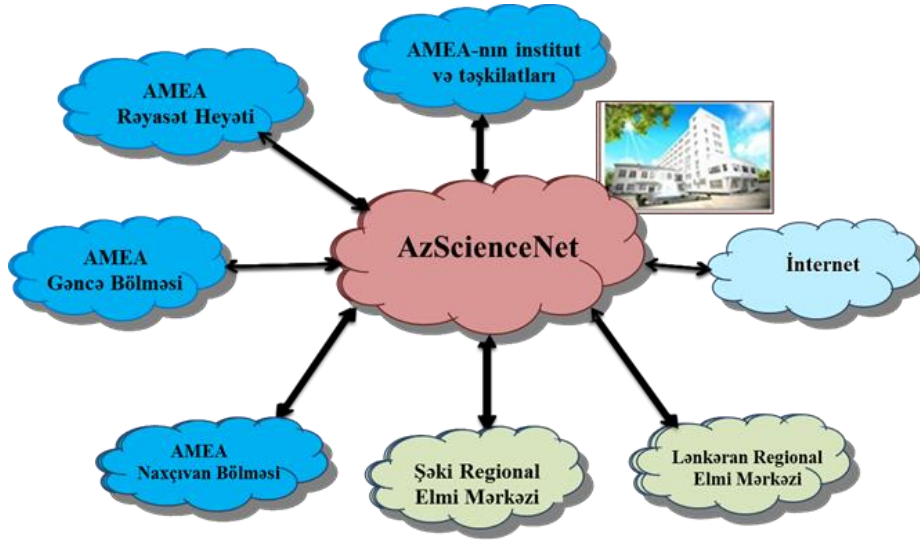 AMEA-nın institut
və təşkilatları
AMEA
Rəyasət Heyəti
AzScienceNet
AMEA
Gəncə Bölməsi
İnternet
AMEA
Naxçıvan Bölməsi
Şəki Regional
Elmi Mərkəzi
Lənkəran Regional
Elmi Mərkəzi